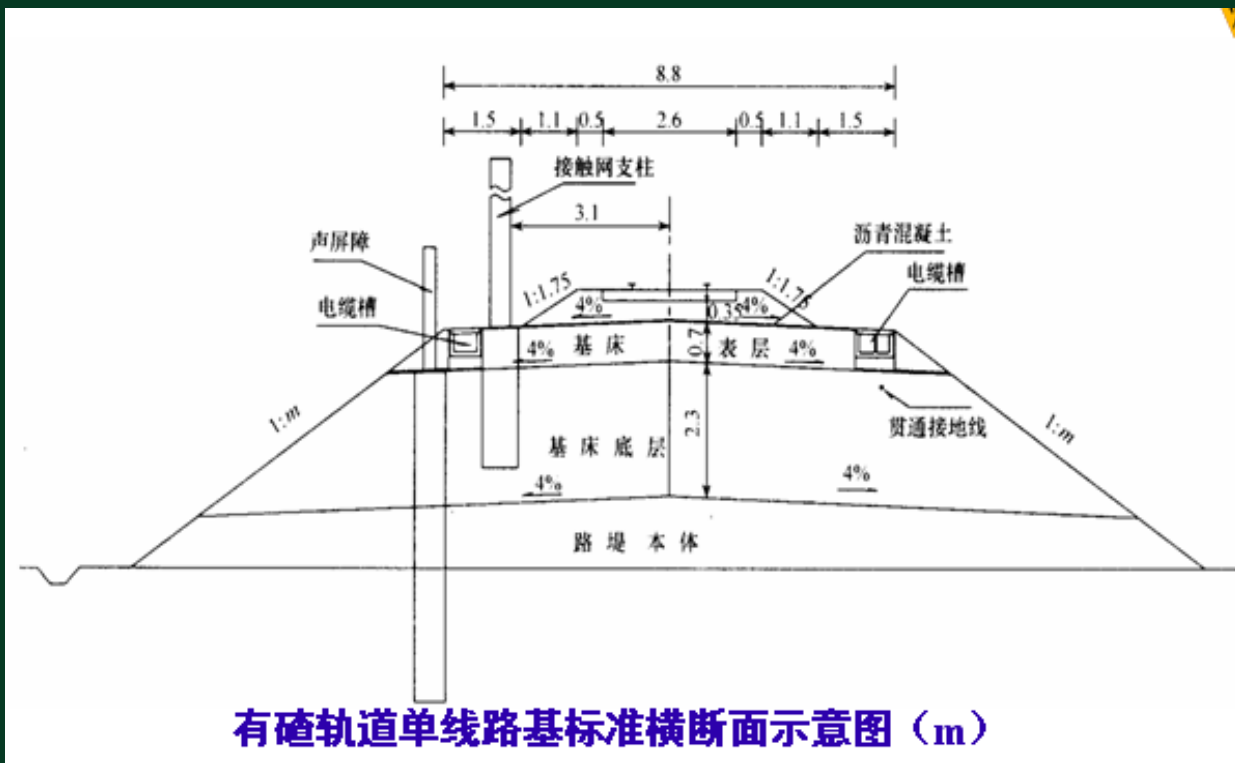 8.8
1.5 1.1 0.5 2.6 0.5 1.1 1.5
接触网支柱
3.1
声屏障
沥青混凝土
电缆槽
电缆槽
1:1.75
1:1.75
4%
0.35
4%
基床
表层
0.7
4%
4%
1:m
1:m
贯通接地线
2.3
基床底层
4%
4%
路堤本体
有碴轨道单线路基标准横断面示意图（m）